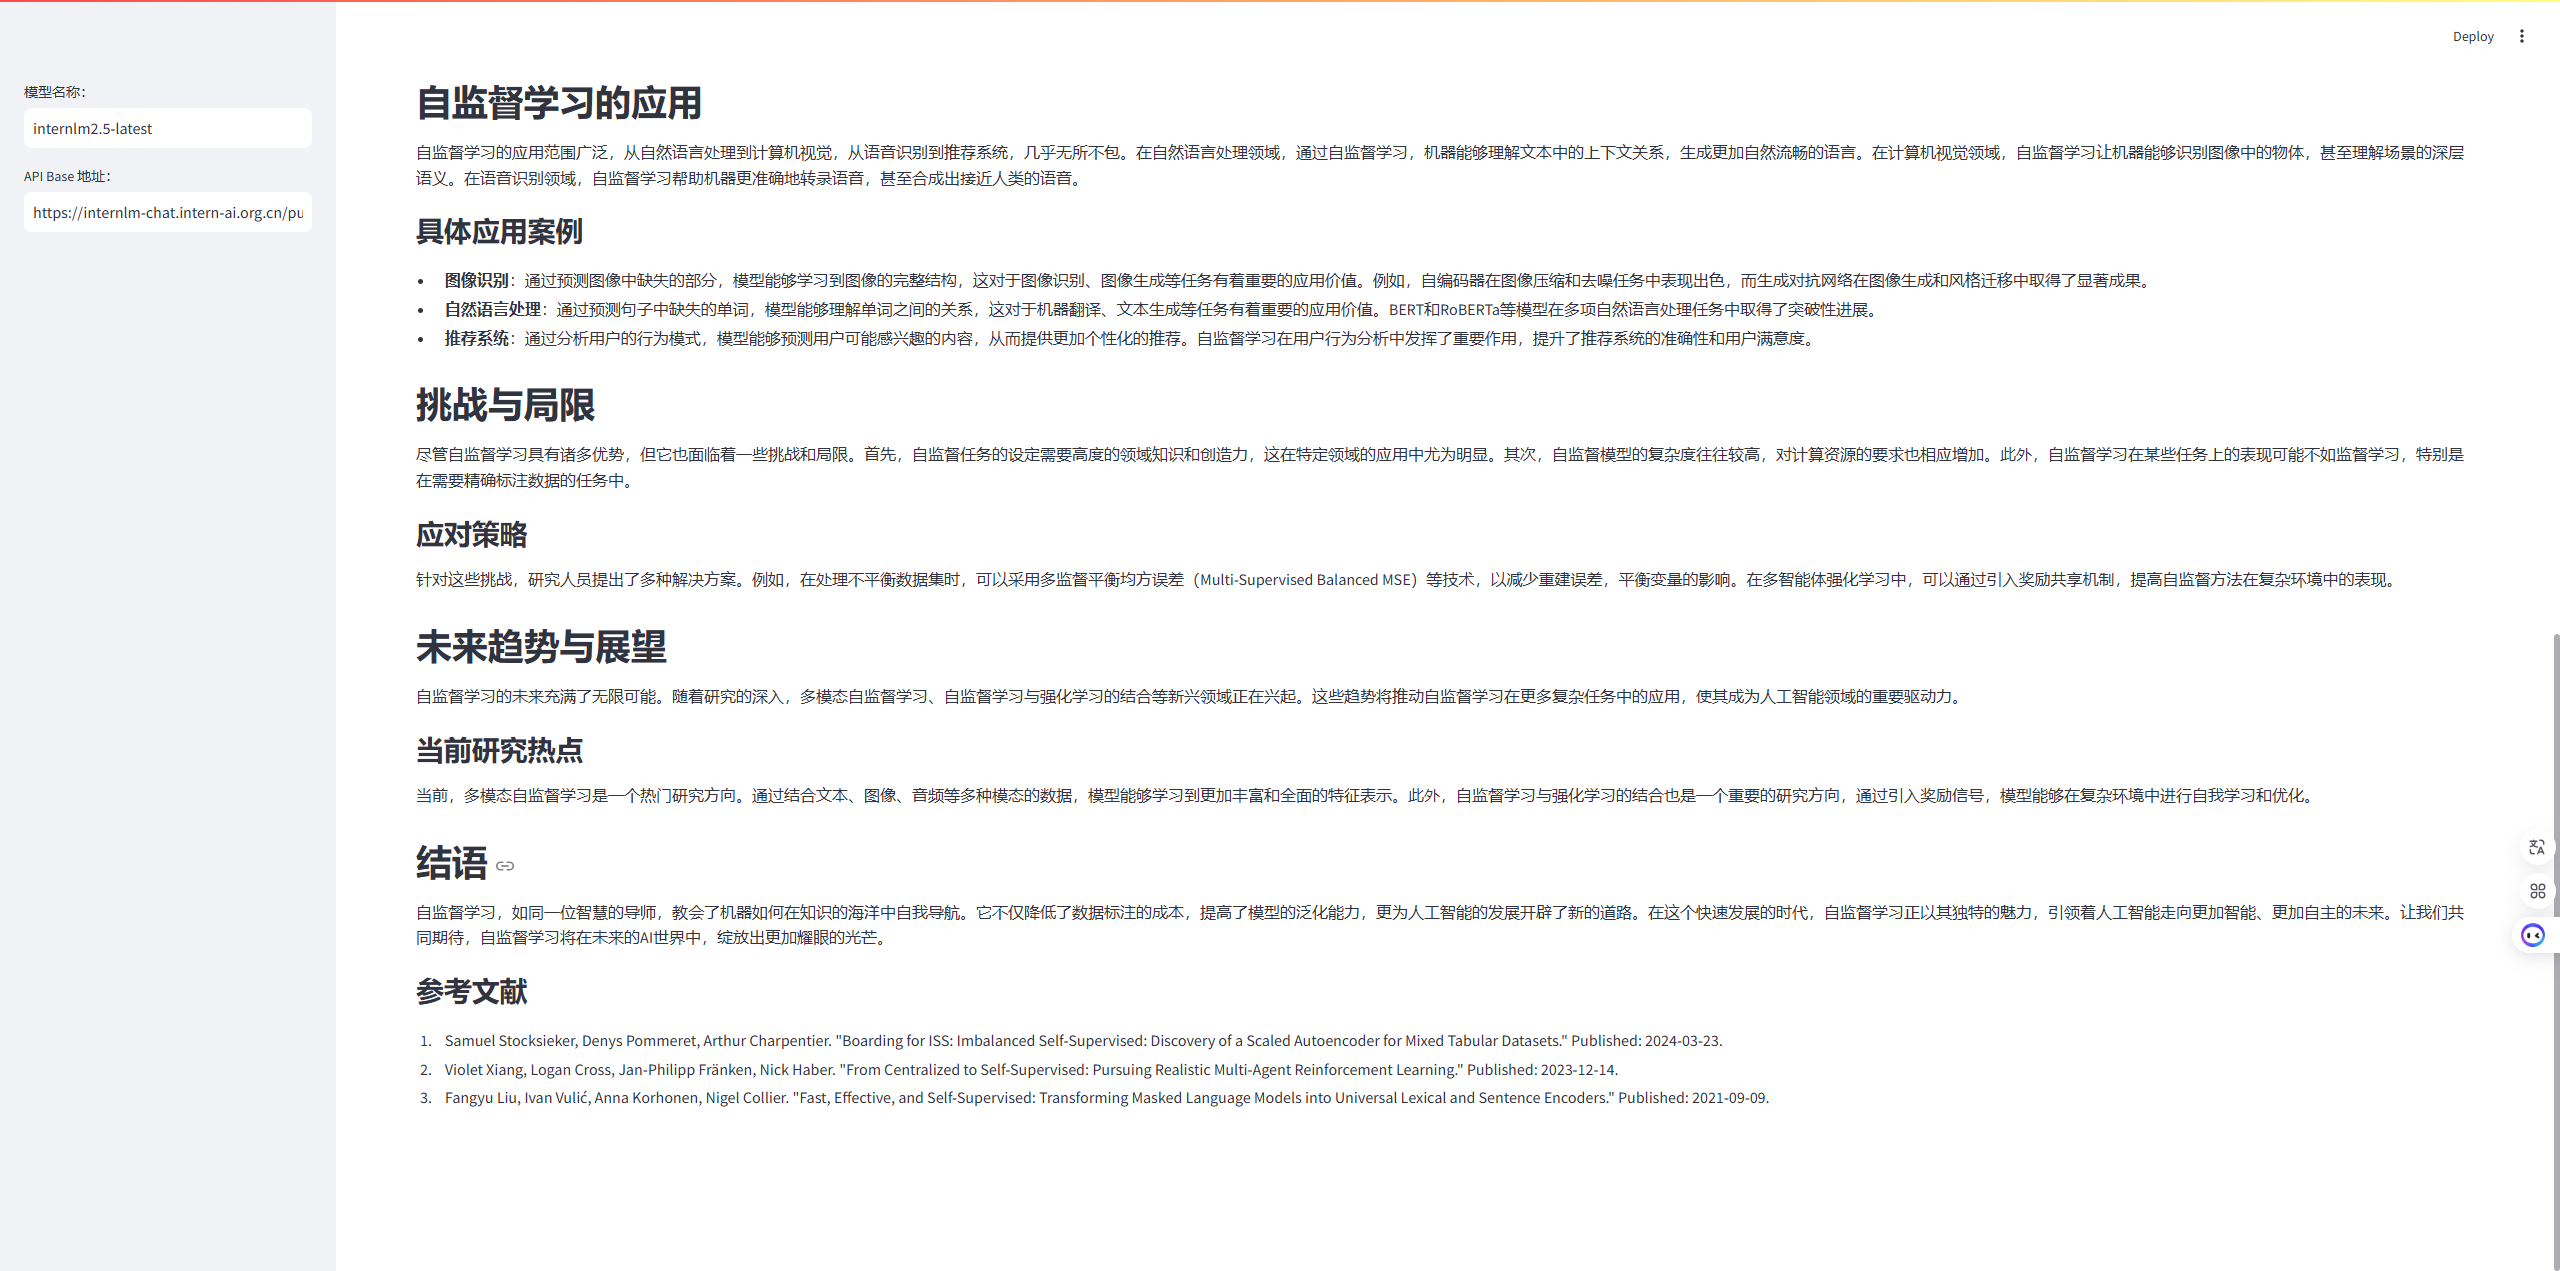 Deploy
模型名称：
internlm2.5-latest
API Base 地址：
https://internlm-chat.intern-ai.org.cn/pu
自监督学习的应用
自监督学习的应用范围广泛，从自然语言处理到计算机视觉，从语音识别到推荐系统，几乎无所不包。在自然语言处理领域，通过自监督学习，机器能够理解文本中的上下文关系，生成更加自然流畅的语言。在计算机视觉领域，自监督学习让机器能够识别图像中的物体，甚至理解场景的深层
语义。在语音识别领域，自监督学习帮助机器更准确地转录语音，甚至合成出接近人类的语音。
具体应用案例
• 图像识别：通过预测图像中缺失的部分，模型能够学习到图像的完整结构，这对于图像识别、图像生成等任务有着重要的应用价值。例如，自编码器在图像压缩和去噪任务中表现出色，而生成对抗网络在图像生成和风格迁移中取得了显著成果。
• 自然语言处理：通过预测句子中缺失的单词，模型能够理解单词之间的关系，这对于机器翻译、文本生成等任务有着重要的应用价值。BERT和RoBERTa等模型在多项自然语言处理任务中取得了突破性进展。
• 推荐系统：通过分析用户的行为模式，模型能够预测用户可能感兴趣的内容，从而提供更加个性化的推荐。自监督学习在用户行为分析中发挥了重要作用，提升了推荐系统的准确性和用户满意度。
挑战与局限
尽管自监督学习具有诸多优势，但它也面临着一些挑战和局限。首先，自监督任务的设定需要高度的领域知识和创造力，这在特定领域的应用中尤为明显。其次，自监督模型的复杂度往往较高，对计算资源的要求也相应增加。此外，自监督学习在某些任务上的表现可能不如监督学习，特别是
在需要精确标注数据的任务中。
应对策略
针对这些挑战，研究人员提出了多种解决方案。例如，在处理不平衡数据集时，可以采用多监督平衡均方误差（Multi-Supervised Balanced MSE）等技术，以减少重建误差，平衡变量的影响。在多智能体强化学习中，可以通过引入奖励共享机制，提高自监督方法在复杂环境中的表现。
未来趋势与展望
自监督学习的未来充满了无限可能。随着研究的深入，多模态自监督学习、自监督学习与强化学习的结合等新兴领域正在兴起。这些趋势将推动自监督学习在更多复杂任务中的应用，使其成为人工智能领域的重要驱动力。
当前研究热点
当前，多模态自监督学习是一个热门研究方向。通过结合文本、图像、音频等多种模态的数据，模型能够学习到更加丰富和全面的特征表示。此外，自监督学习与强化学习的结合也是一个重要的研究方向，通过引入奖励信号，模型能够在复杂环境中进行自我学习和优化。
结语
自监督学习，如同一位智慧的导师，教会了机器如何在知识的海洋中自我导航。它不仅降低了数据标注的成本，提高了模型的泛化能力，更为人工智能的发展开辟了新的道路。在这个快速发展的时代，自监督学习正以其独特的魅力，引领着人工智能走向更加智能、更加自主的未来。让我们共
同期待，自监督学习将在未来的AI世界中，绽放出更加耀眼的光芒。
参考文献
1. Samuel Stocksieker, Denys Pommeret, Arthur Charpentier. "Boarding for ISS: Imbalanced Self-Supervised: Discovery of a Scaled Autoencoder for Mixed Tabular Datasets." Published: 2024-03-23.
2. Violet Xiang, Logan Cross, Jan-Philipp Fränken, Nick Haber. "From Centralized to Self-Supervised: Pursuing Realistic Multi-Agent Reinforcement Learning." Published: 2023-12-14.
3. Fangyu Liu, Ivan Vulić, Anna Korhonen, Nigel Collier. "Fast, Effective, and Self-Supervised: Transforming Masked Language Models into Universal Lexical and Sentence Encoders." Published: 2021-09-09.